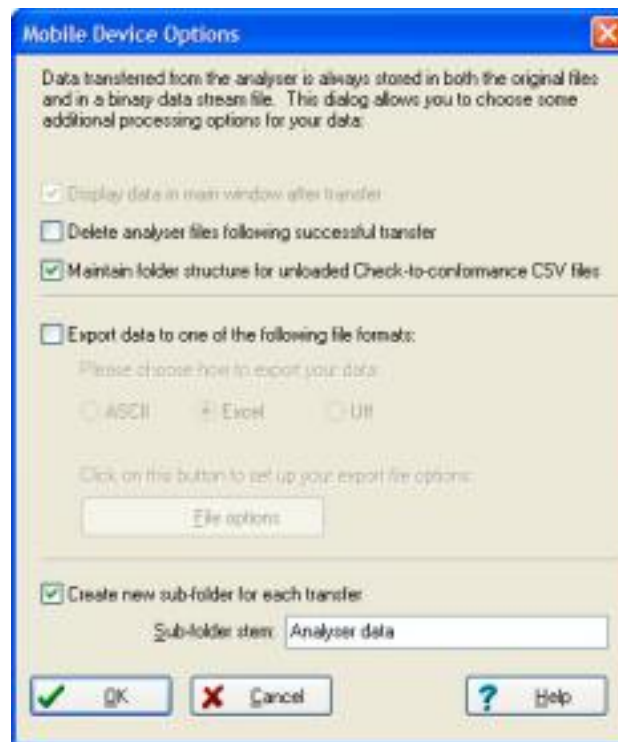 Mobile Device Options
Data transferred from the analyser is always stored in both the original files
and in a binary data stream file. This dialog allows you to choose some
additional processing options for your data:
Display data in main window after transfer
Delete analyser files following successful transfer
Maintain folder structure for unloaded Check-to-conformance CSV files
Export data to one of the following file formats:
Please choose how to export your data:
ASCII Excel Uff
Click on this button to set up your export file options:
File options
Create new sub-folder for each transfer
Sub-folder stem: Analyser data
OK Cancel Help